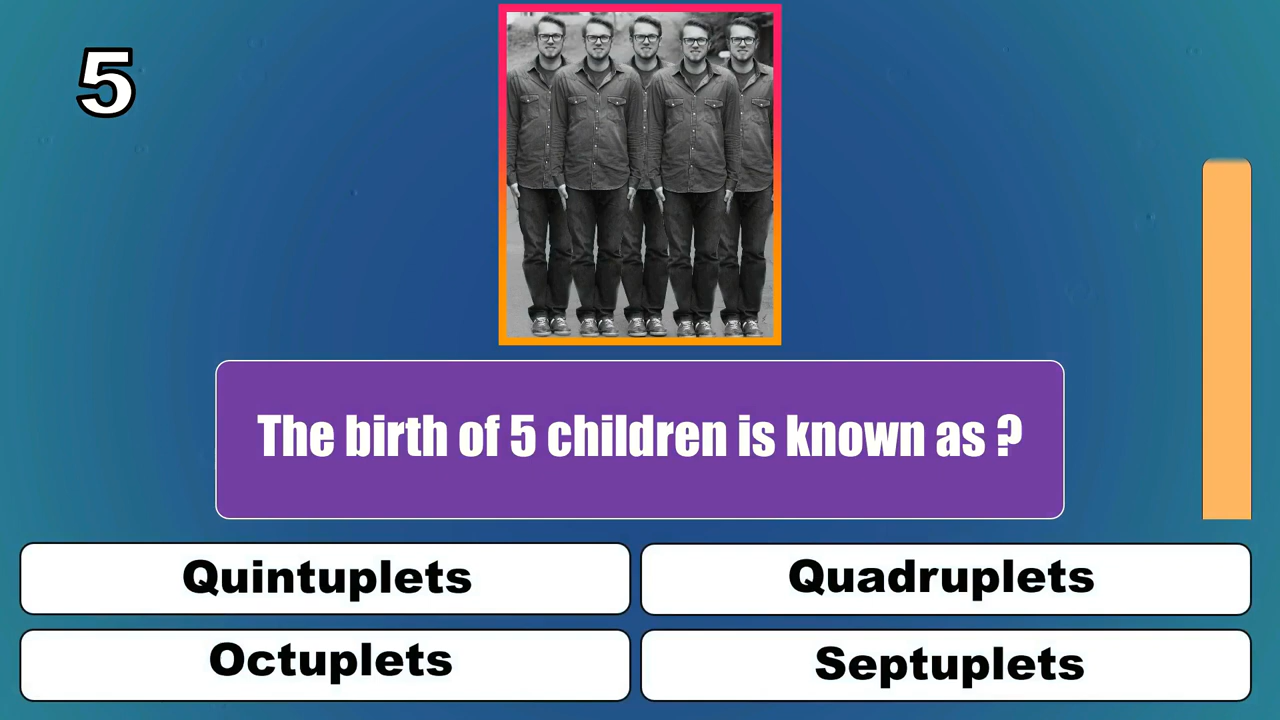 5
The birth of 5 children is known as ?
Quintuplets
Quadruplets
Octuplets
Septuplets